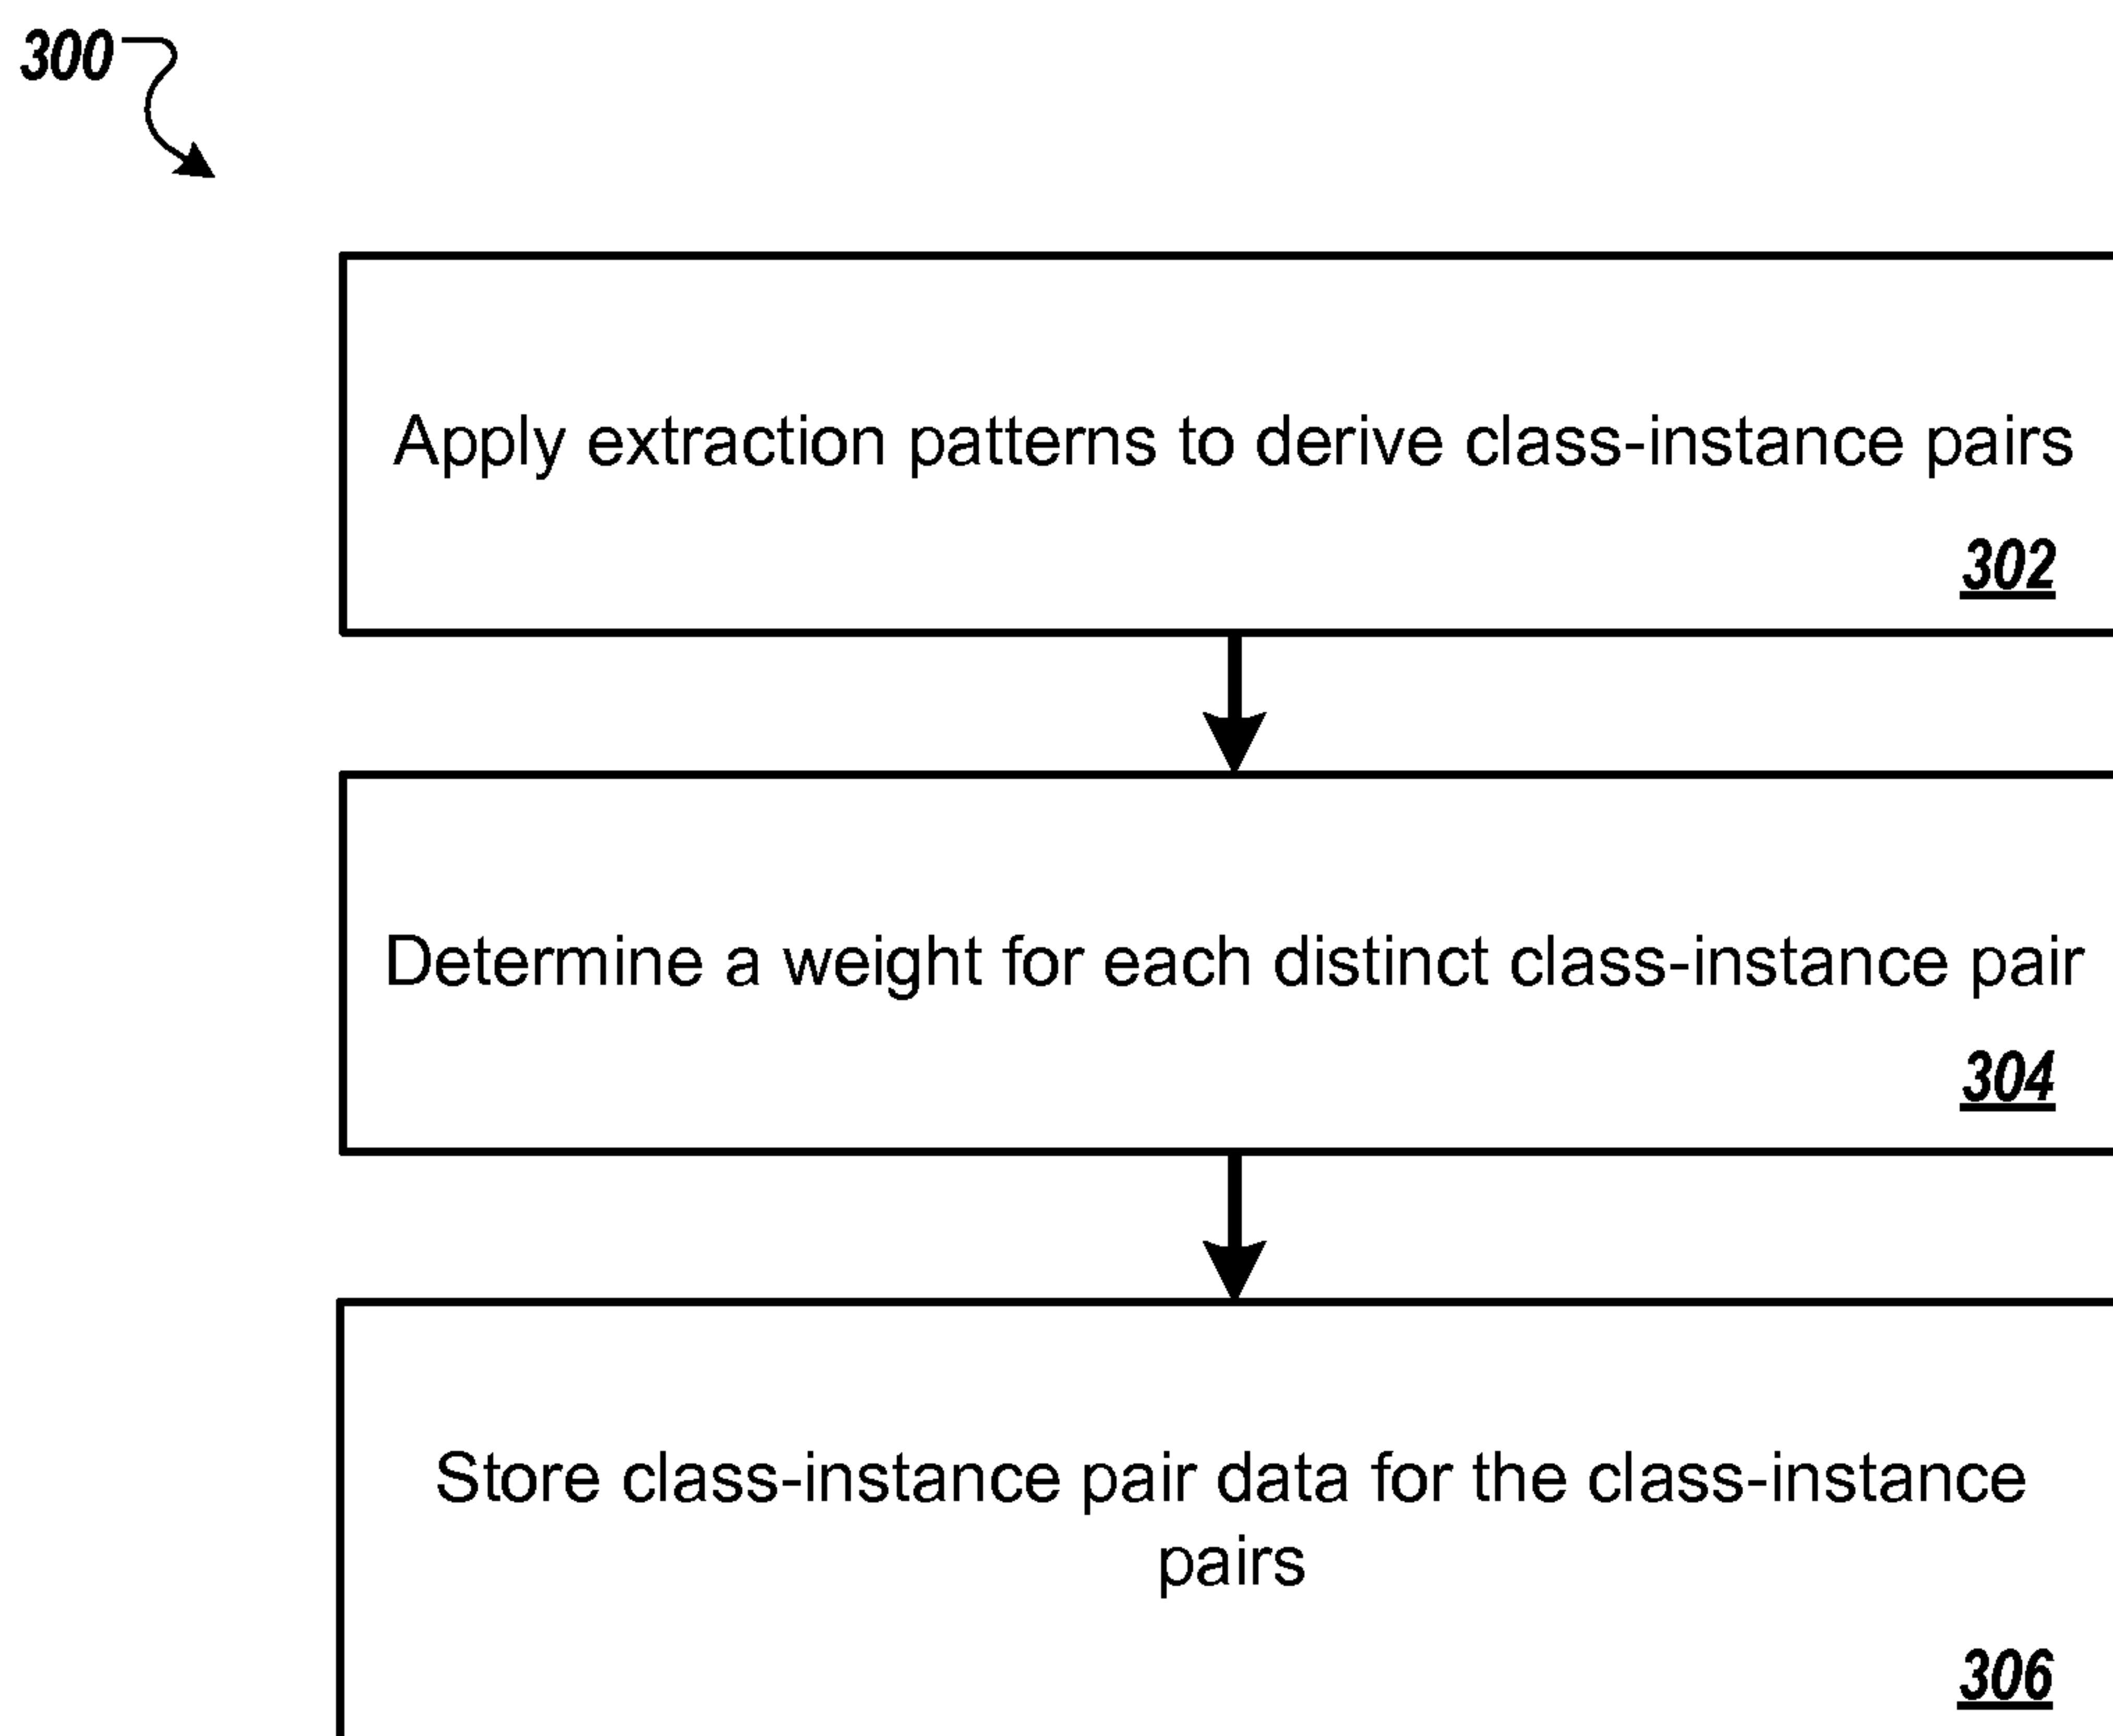 300
Apply extraction patterns to derive class-instance pairs
302
Determine a weight for each distinct class-instance pair
304
Store class-instance pair data for the class-instance
pairs
306